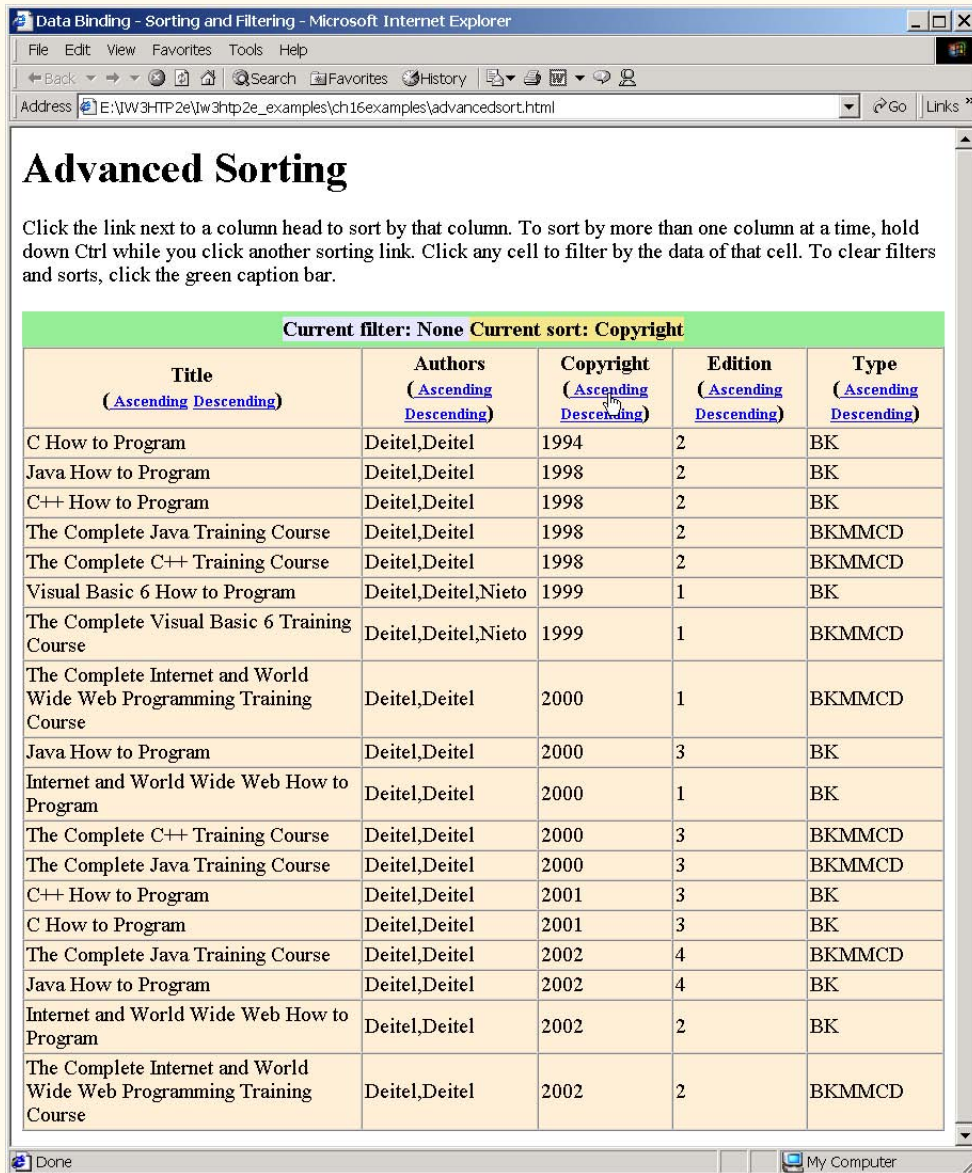 Data Binding - Sorting and Filtering - Microsoft Internet Explorer
File Edit View Favorites Tools Help
Back Search Favorites History
Address E:\IW3HTP2e\Iw3htp2e_examples\ch16examples\advancedsort.html Go Links »
Advanced Sorting
Click the link next to a column head to sort by that column. To sort by more than one column at a time, hold
down Ctrl while you click another sorting link. Click any cell to filter by the data of that cell. To clear filters
and sorts, click the green caption bar.
Current filter: None Current sort: Copyright
Title Authors Copyright Edition Type
( Ascending Descending) ( Ascending ( Ascending ( Ascending ( Ascending
Descending) Descending) Descending) Descending)
C How to Program Deitel,Deitel 1994 2 BK
Java How to Program Deitel,Deitel 1998 2 BK
C++ How to Program Deitel,Deitel 1998 2 BK
The Complete Java Training Course Deitel,Deitel 1998 2 BKMMCD
The Complete C++ Training Course Deitel,Deitel 1998 2 BKMMCD
Visual Basic 6 How to Program Deitel,Deitel,Nieto 1999 1 BK
The Complete Visual Basic 6 Training
Course Deitel,Deitel,Nieto 1999 1 BKMMCD
The Complete Internet and World
Wide Web Programming Training Deitel,Deitel 2000 1 BKMMCD
Course
Java How to Program Deitel,Deitel 2000 3 BK
Internet and World Wide Web How to
Program Deitel,Deitel 2000 1 BK
The Complete C++ Training Course Deitel,Deitel 2000 3 BKMMCD
The Complete Java Training Course Deitel,Deitel 2000 3 BKMMCD
C++ How to Program Deitel,Deitel 2001 3 BK
C How to Program Deitel,Deitel 2001 3 BK
The Complete Java Training Course Deitel,Deitel 2002 4 BKMMCD
Java How to Program Deitel,Deitel 2002 4 BK
Internet and World Wide Web How to
Program Deitel,Deitel 2002 2 BK
The Complete Internet and World
Wide Web Programming Training Deitel,Deitel 2002 2 BKMMCD
Course
Done My Computer